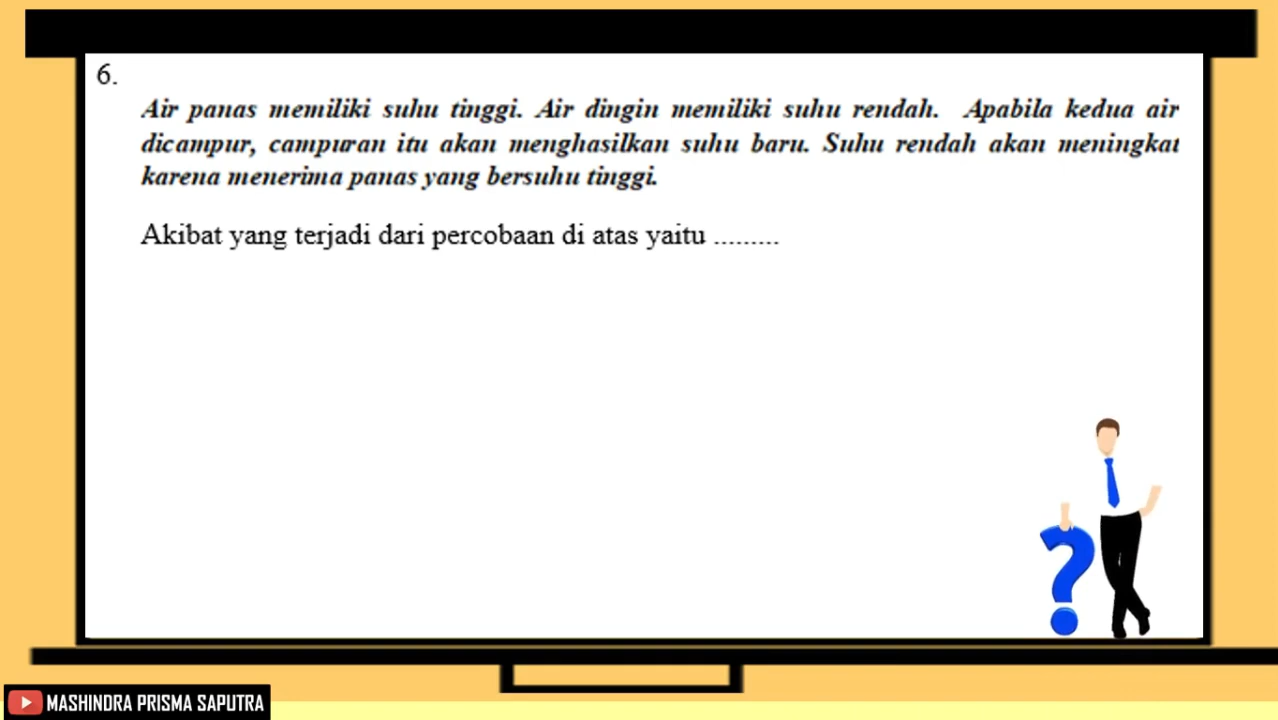 6.
Air panas memiliki suhu tinggi. Air dingin memiliki suhu rendah. Apabila kedua air
dicampur, campuran itu akan menghasilkan suhu baru. Suhu rendah akan meningkat
karena menerima panas yang bersuhu tinggi.
Akibat yang terjadi dari percobaan di atas yaitu .........
MASHINDRA PRISMA SAPUTRA